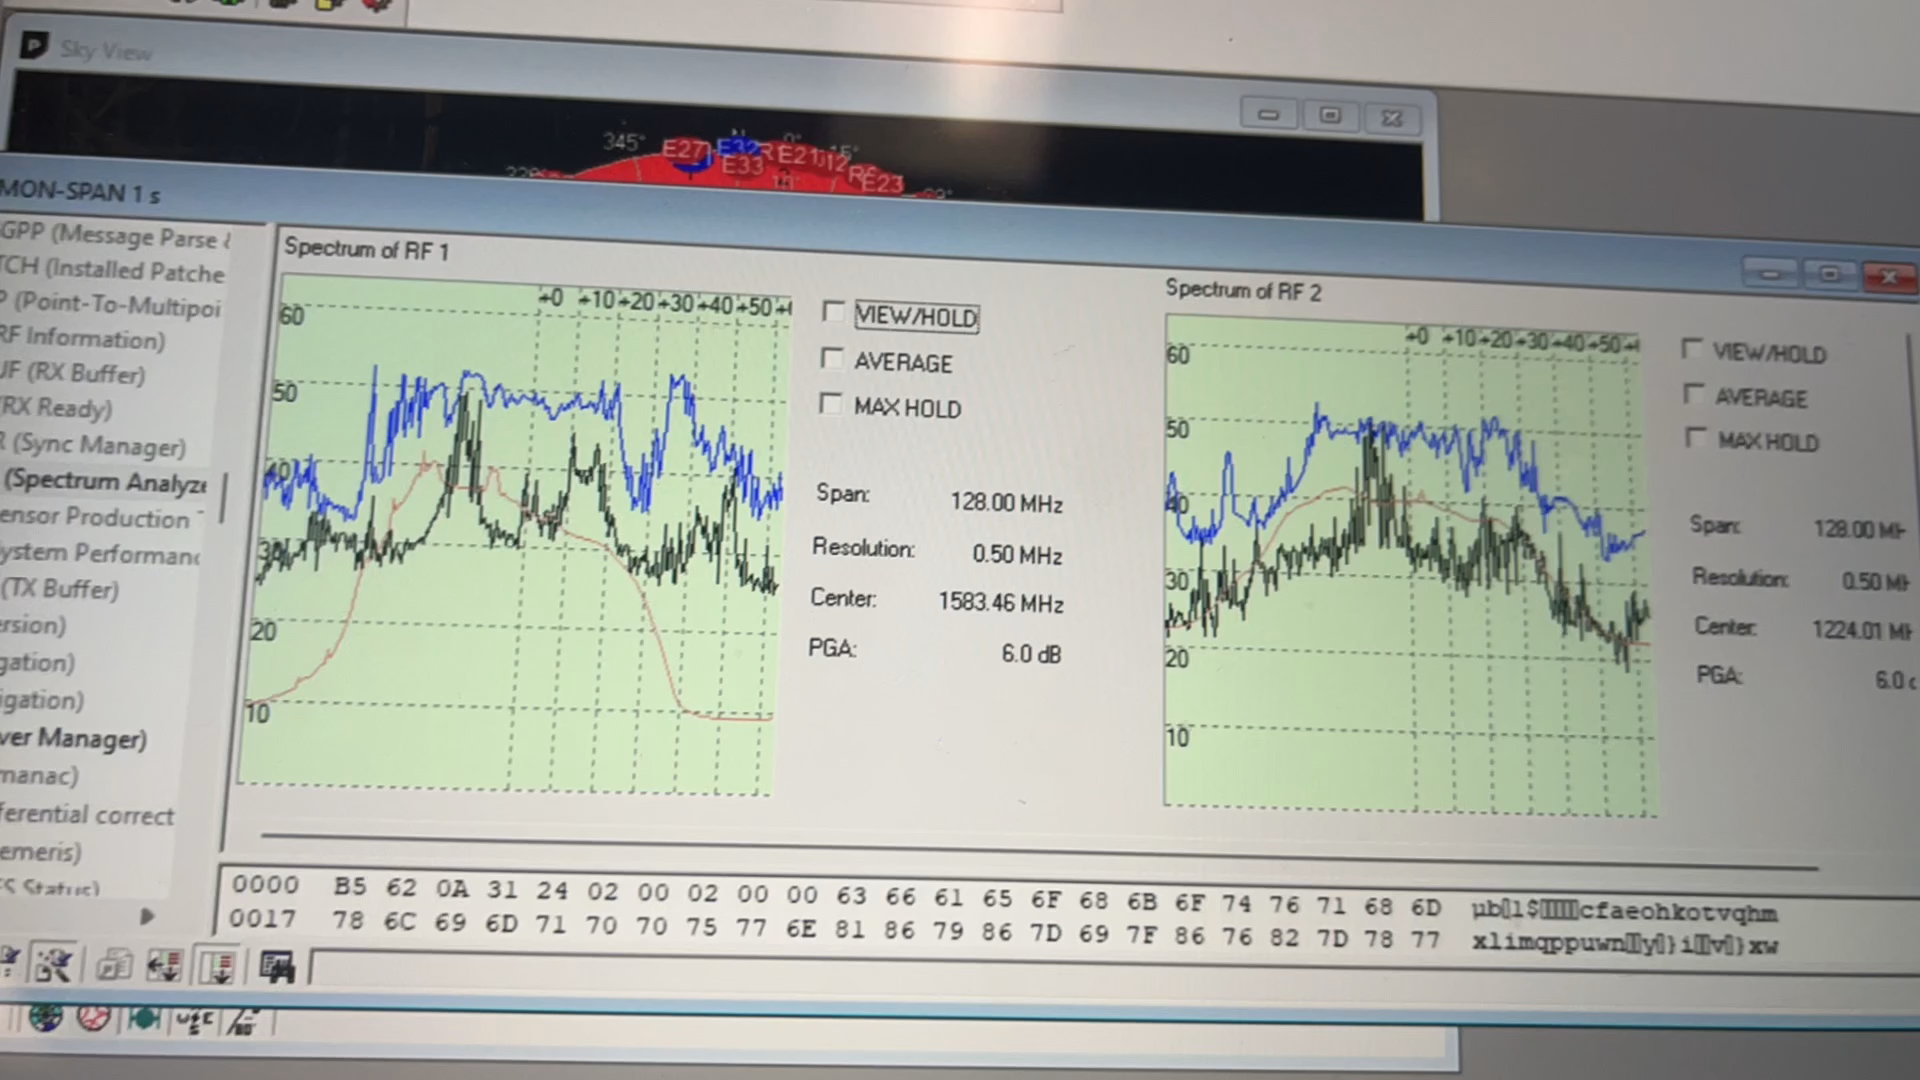 Sky View
345°
E27
E32
E33
R E21
J12
RE23
MON-SPAN 1 s
GPP (Message Parse &
TCH (Installed Patche
P (Point-To-Multipoi
RF Information)
UF (RX Buffer)
(RX Ready)
R (Sync Manager)
(Spectrum Analyze
ensor Production
ystem Performanc
(TX Buffer)
ersion)
gation)
igation)
ver Manager)
manac)
ferential correct
emeris)
Spectrum of RF 1
+0 +10 +20 +30 +40 +50
60
50
40
30
20
10
VIEW/HOLD
AVERAGE
MAX HOLD
Span: 128.00 MHz
Resolution: 0.50 MHz
Center: 1583.46 MHz
PGA: 6.0 dB
Spectrum of RF 2
+0 +10 +20 +30 +40 +50
60
50
40
30
20
10
VIEW/HOLD
AVERAGE
MAX HOLD
Span: 128.00 MH
Resolution: 0.50 MH
Center: 1224.01 MH
PGA: 6.0
0000 B5 62 0A 31 24 02 00 02 00 00 63 66 61 65 6F 68 6B 6F 74 76 71 68 6D
0017 78 6C 69 6D 71 70 70 75 77 6E 81 86 79 86 7D 69 7F 86 76 82 7D 78 77